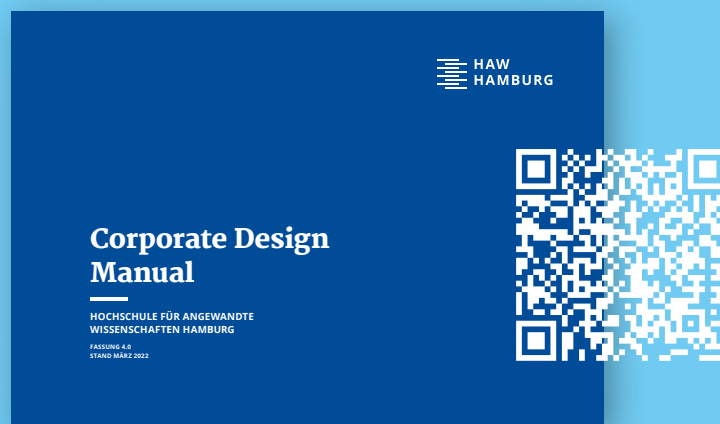 HAW
HAMBURG
Corporate Design
Manual
HOCHSCHULE FÜR ANGEWANDTE
WISSENSCHAFTEN HAMBURG
FASSUNG 4.0
STAND MÄRZ 2022